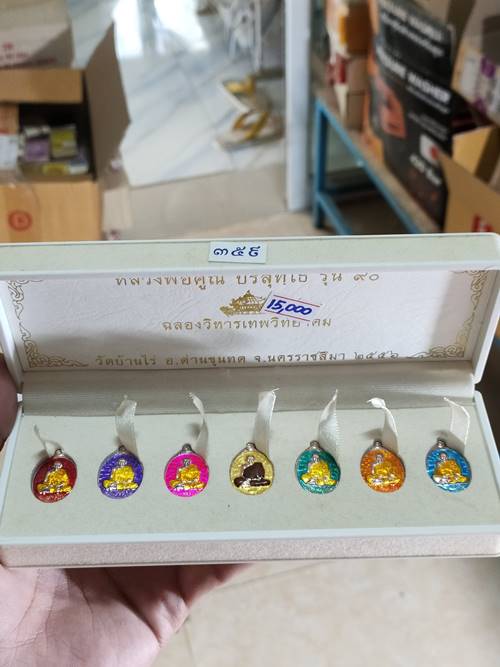 ๓๕๙
หลวงพ่อคูณ ปริสุทฺโธ รุ่น ๙๐
15,000
ฉลองวิหารเทพวิทยาคม
วัดบ้านไร่ อ.ด่านขุนทด จ.นครราชสีมา ๒๕๕๖